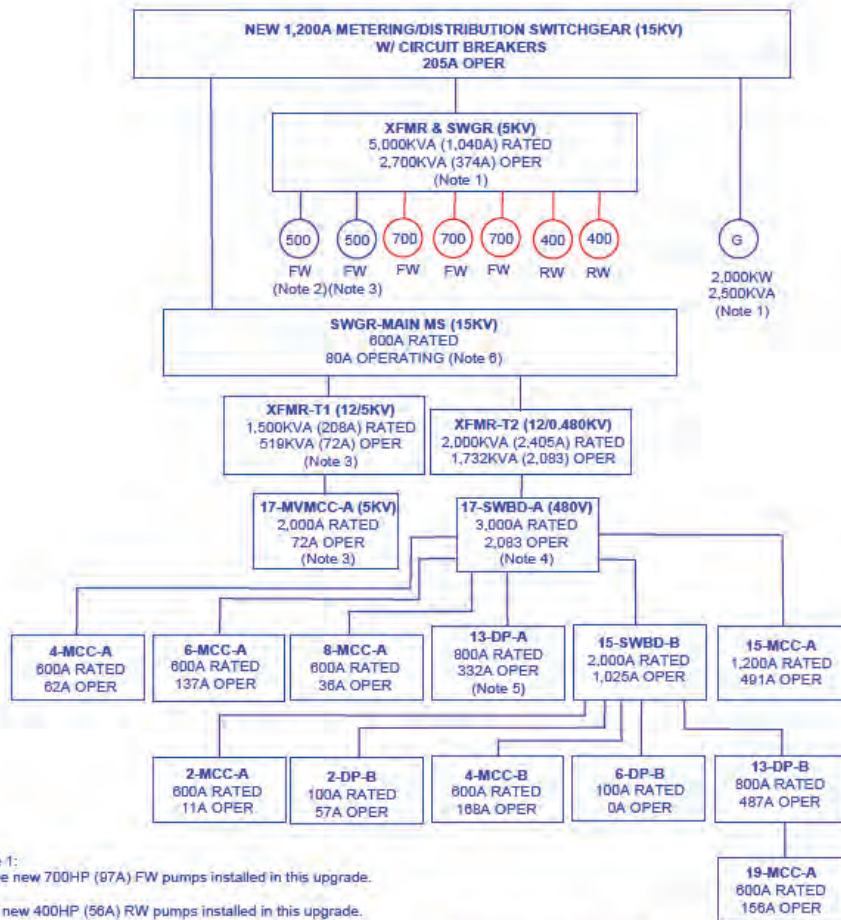 NEW 1,200A METERING/DISTRIBUTION SWITCHGEAR (15KV)
W/ CIRCUIT BREAKERS
205A OPER
XFMR & SWGR (5KV)
5,000KVA (1,040A) RATED
2,700KVA (374A) OPER
(Note 1)
500
500
700
700
700
400
400
G
FW
FW
FW
FW
FW
RW
RW
(Note 2)
(Note 3)
2,000KW
2,500KVA
(Note 1)
SWGR-MAIN MS (15KV)
600A RATED
80A OPERATING (Note 6)
XFMR-T1 (12/5KV)
1,500KVA (208A) RATED
519KVA (72A) OPER
(Note 3)
XFMR-T2 (12/0.480KV)
2,000KVA (2,405A) RATED
1,732KVA (2,083) OPER
17-MVMCC-A (5KV)
2,000A RATED
72A OPER
(Note 3)
17-SWBD-A (480V)
3,000A RATED
2,083 OPER
(Note 4)
4-MCC-A
600A RATED
62A OPER
6-MCC-A
600A RATED
137A OPER
8-MCC-A
600A RATED
36A OPER
13-DP-A
800A RATED
332A OPER
(Note 5)
15-SWBD-B
2,000A RATED
1,025A OPER
15-MCC-A
1,200A RATED
491A OPER
2-MCC-A
600A RATED
11A OPER
2-DP-B
100A RATED
57A OPER
4-MCC-B
600A RATED
168A OPER
6-DP-B
100A RATED
0A OPER
13-DP-B
800A RATED
487A OPER
19-MCC-A
600A RATED
156A OPER
e 1:
e new 700HP (97A) FW pumps installed in this upgrade.
new 400HP (56A) RW pumps installed in this upgrade.